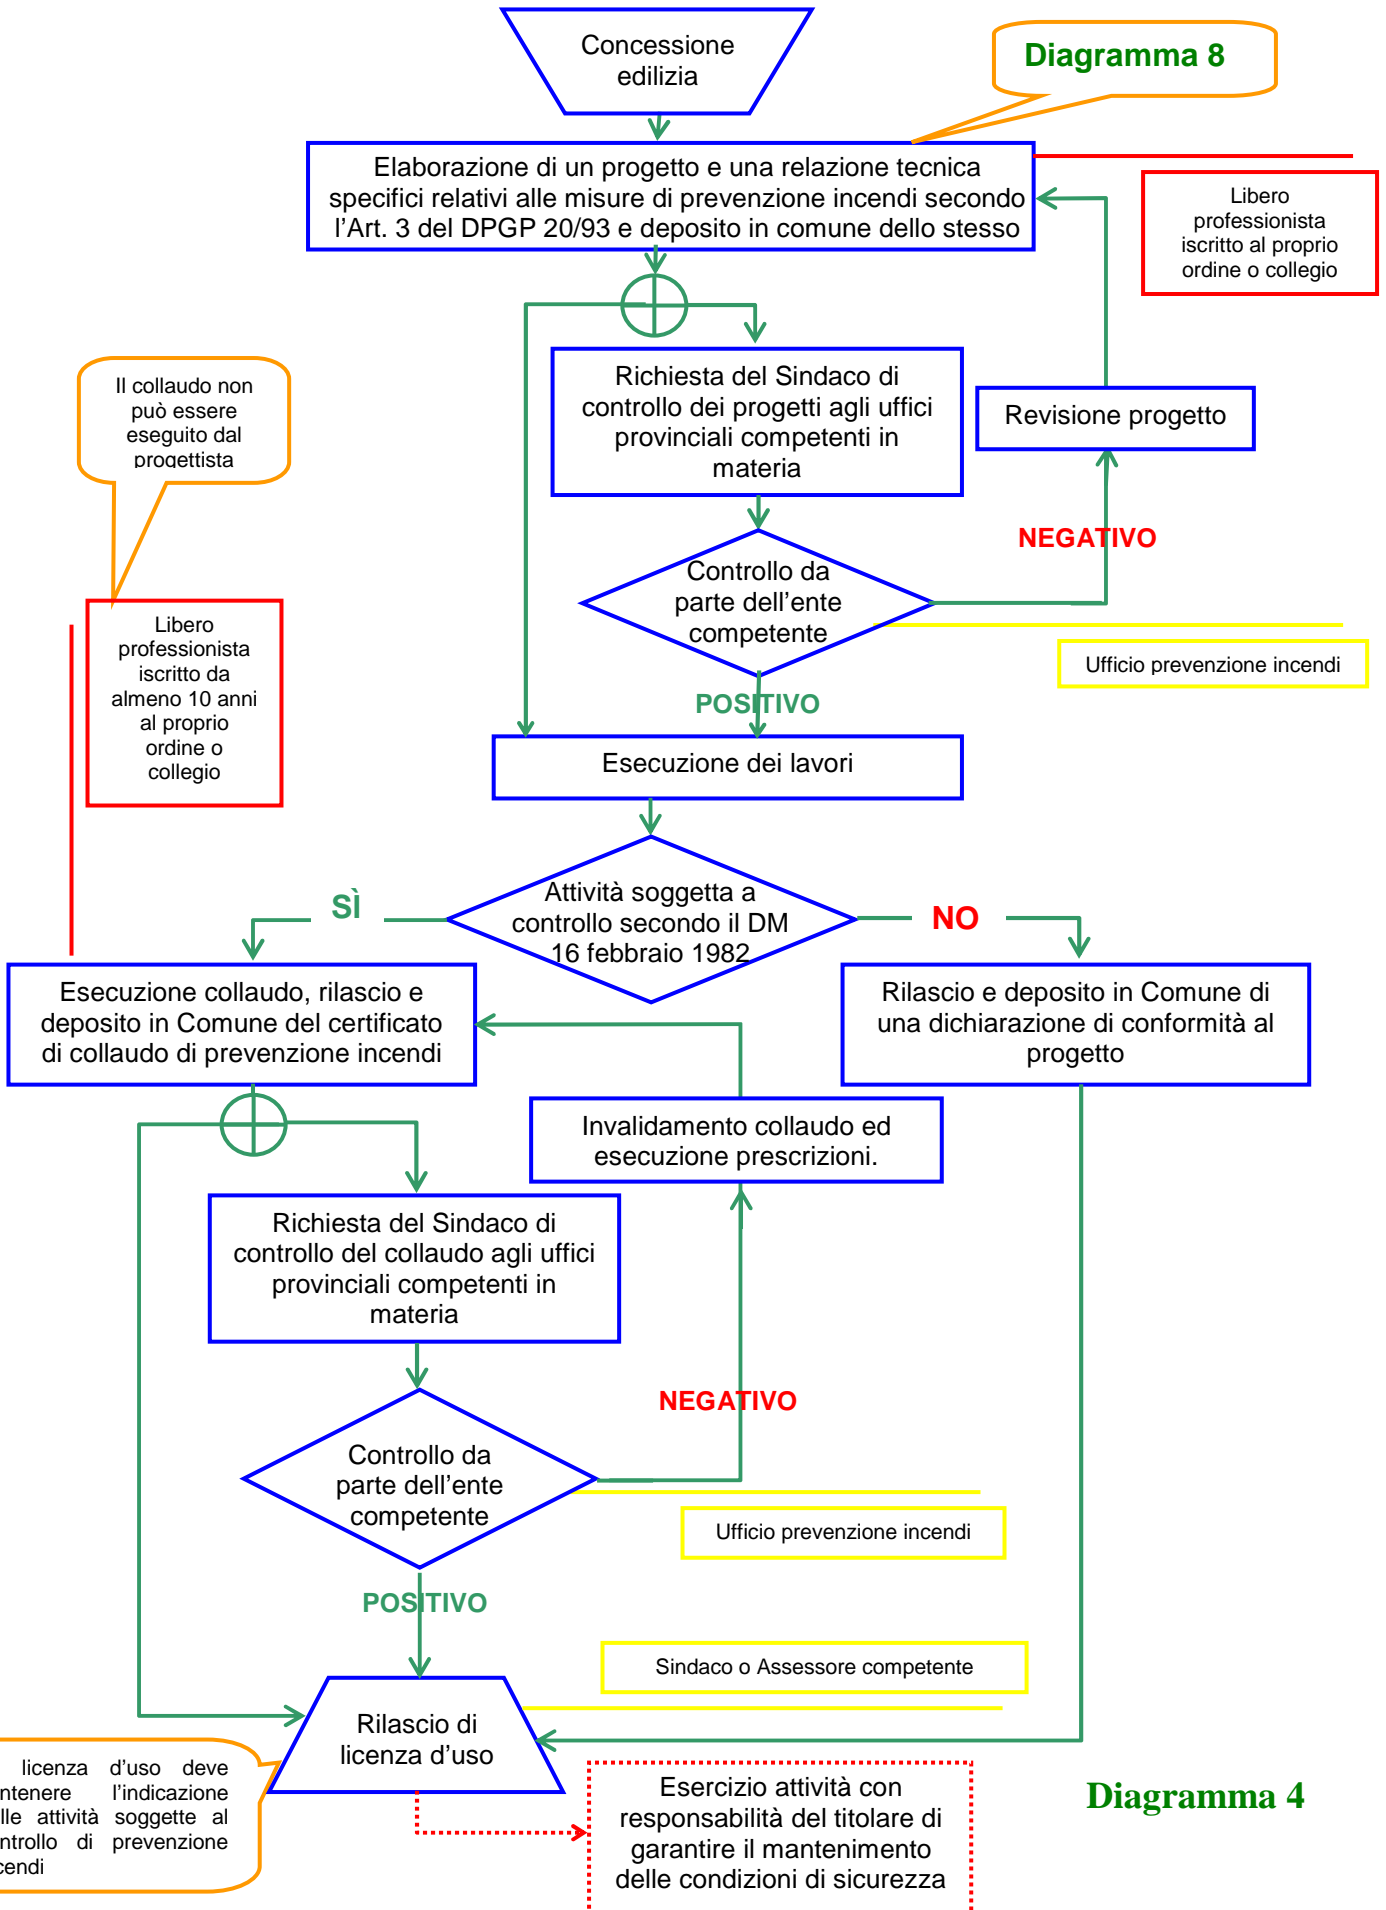 Concessione
edilizia
Diagramma 8
Elaborazione di un progetto e una relazione tecnica
specifici relativi alle misure di prevenzione incendi secondo
l'Art. 3 del DPGP 20/93 e deposito in comune dello stesso
Libero
professionista
iscritto al proprio
ordine o collegio
Richiesta del Sindaco di
controllo dei progetti agli uffici
provinciali competenti in
materia
Revisione progetto
Il collaudo non
può essere
eseguito dal
progettista
NEGATIVO
Controllo da
parte dell'ente
competente
Ufficio prevenzione incendi
Libero
professionista
iscritto da
almeno 10 anni
al proprio
ordine o
collegio
POSITIVO
Esecuzione dei lavori
Attività soggetta a
controllo secondo il DM
16 febbraio 1982
SÌ
NO
Esecuzione collaudo, rilascio e
deposito in Comune del certificato
di collaudo di prevenzione incendi
Rilascio e deposito in Comune di
una dichiarazione di conformità al
progetto
Invalidamento collaudo ed
esecuzione prescrizioni.
Richiesta del Sindaco di
controllo del collaudo agli uffici
provinciali competenti in
materia
NEGATIVO
Controllo da
parte dell'ente
competente
Ufficio prevenzione incendi
POSITIVO
Sindaco o Assessore competente
Rilascio di
licenza d'uso
licenza d'uso deve
ntenere l'indicazione
lle attività soggette al
ntrollo di prevenzione
cendi
Esercizio attività con
responsabilità del titolare di
garantire il mantenimento
delle condizioni di sicurezza
Diagramma 4